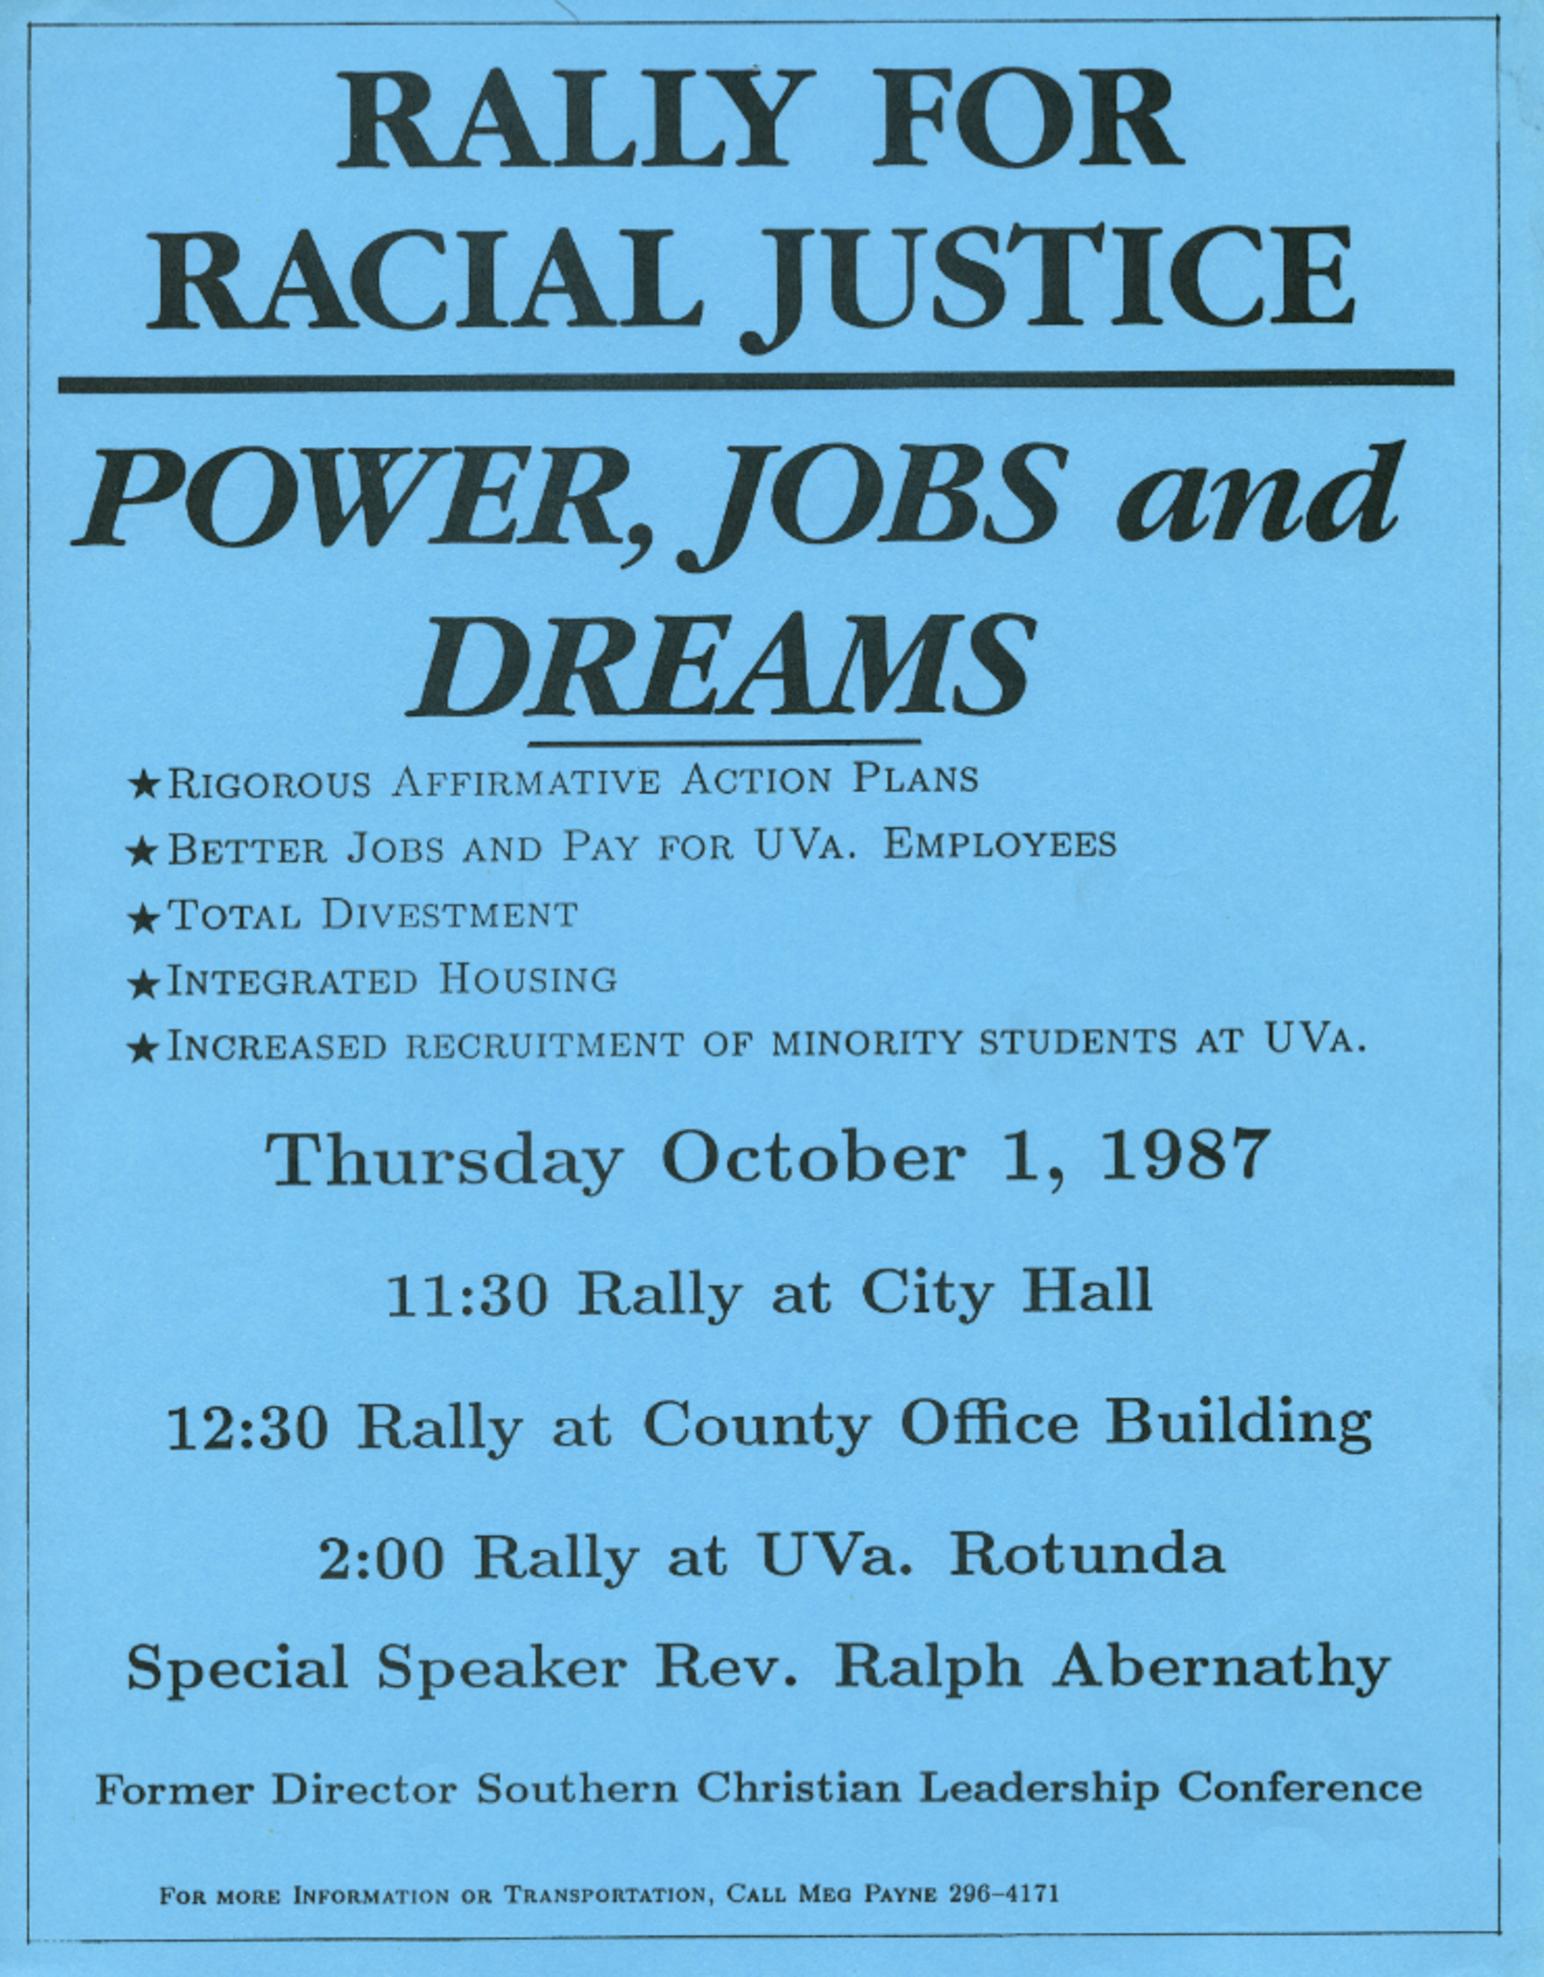 RALLY FOR
RACIAL JUSTICE
POWER, JOBS and
DREAMS
★RIGOROUS AFFIRMATIVE ACTION PLANS
★BETTER JOBS AND PAY FOR UVA. EMPLOYEES
★TOTAL DIVESTMENT
★INTEGRATED HOUSING
★INCREASED RECRUITMENT OF MINORITY STUDENTS AT UVA.
Thursday October 1, 1987
11:30 Rally at City Hall
12:30 Rally at County Office Building
2:00 Rally at UVa. Rotunda
Special Speaker Rev. Ralph Abernathy
Former Director Southern Christian Leadership Conference
FOR MORE INFORMATION OR TRANSPORTATION, CALL MEG PAYNE 296–4171